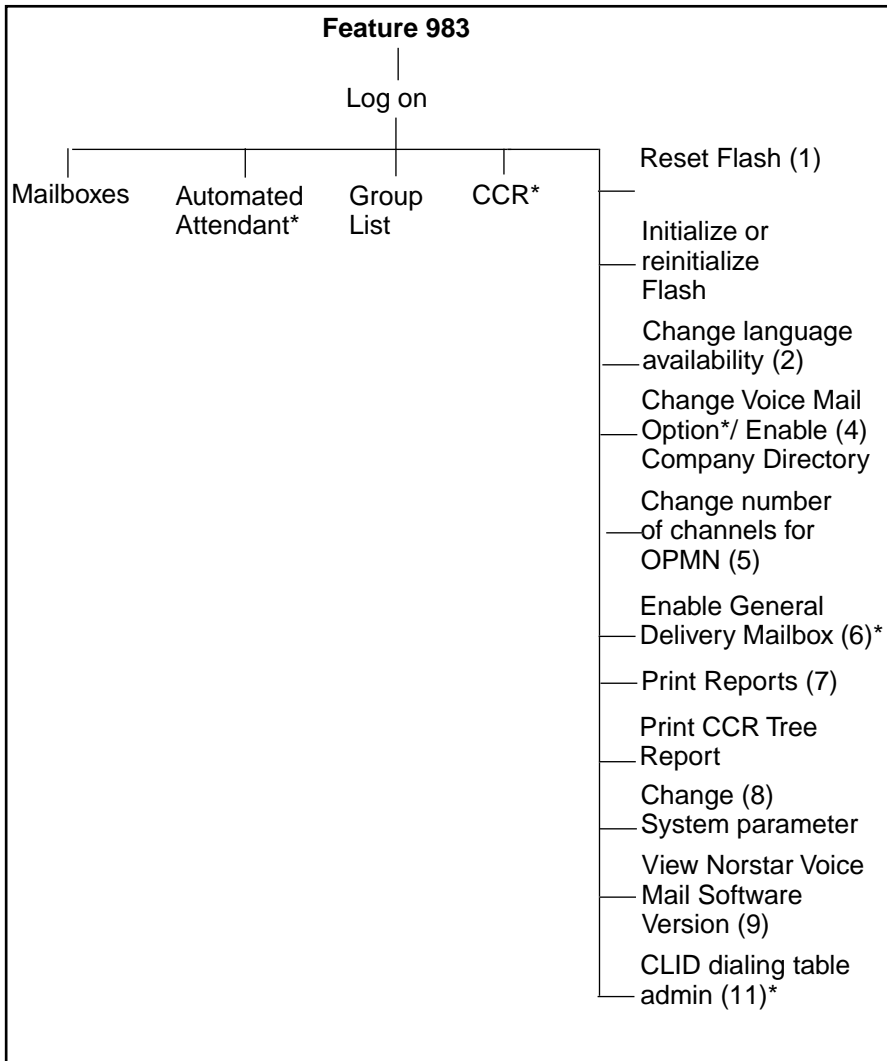 Feature 983
Log on
Mailboxes
Automated
Attendant*
Group
List
CCR*
Reset Flash (1)
Initialize or
reinitialize
Flash
Change language
availability (2)
Change Voice Mail
Option*/ Enable (4)
Company Directory
Change number
of channels for
OPMN (5)
Enable General
Delivery Mailbox (6)*
Print Reports (7)
Print CCR Tree
Report
Change (8)
System parameter
View Norstar Voice
Mail Software
Version (9)
CLID dialing table
admin (11)*